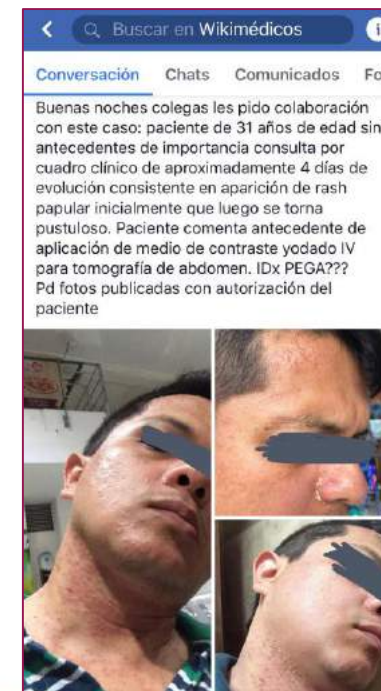 Buscar en Wikimédicos
Conversación Chats Comunicados
Buenas noches colegas les pido colaboración
con este caso: paciente de 31 años de edad sin
antecedentes de importancia consulta por
cuadro clínico de aproximadamente 4 días de
evolución consistente en aparición de rash
papular inicialmente que luego se torna
pustuloso. Paciente comenta antecedente de
aplicación de medio de contraste yodado IV
para tomografía de abdomen. IDx PEGA???
Pd fotos publicadas con autorización del
paciente